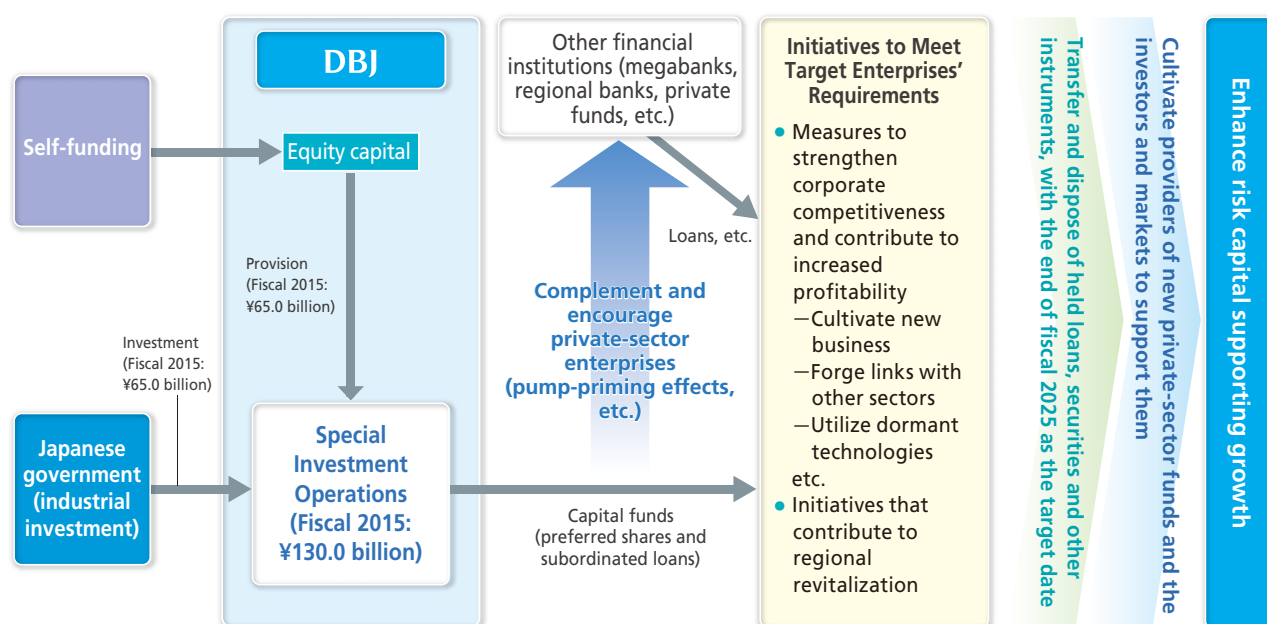 DBJ
Self-funding
Equity capital
Provision
(Fiscal 2015:
¥65.0 billion)
Investment
(Fiscal 2015:
¥65.0 billion)
Japanese
government
(industrial
investment)
Special
Investment
Operations
(Fiscal 2015:
¥130.0 billion)
Other financial
institutions (megabanks,
regional banks, private
funds, etc.)
Loans, etc.
Complement and
encourage
private-sector
enterprises
(pump-priming effects,
etc.)
Capital funds
(preferred shares and
subordinated loans)
Initiatives to Meet
Target Enterprises’
Requirements
● Measures to
strengthen
corporate
competitiveness
and contribute to
increased
profitability
—Cultivate new
business
—Forge links with
other sectors
—Utilize dormant
technologies
etc.
● Initiatives that
contribute to
regional
revitalization
Transfer and dispose of held loans, securities and other
instruments, with the end of fiscal 2025 as the target date
Cultivate providers of new private-sector funds and the
investors and markets to support them
Enhance risk capital supporting growth